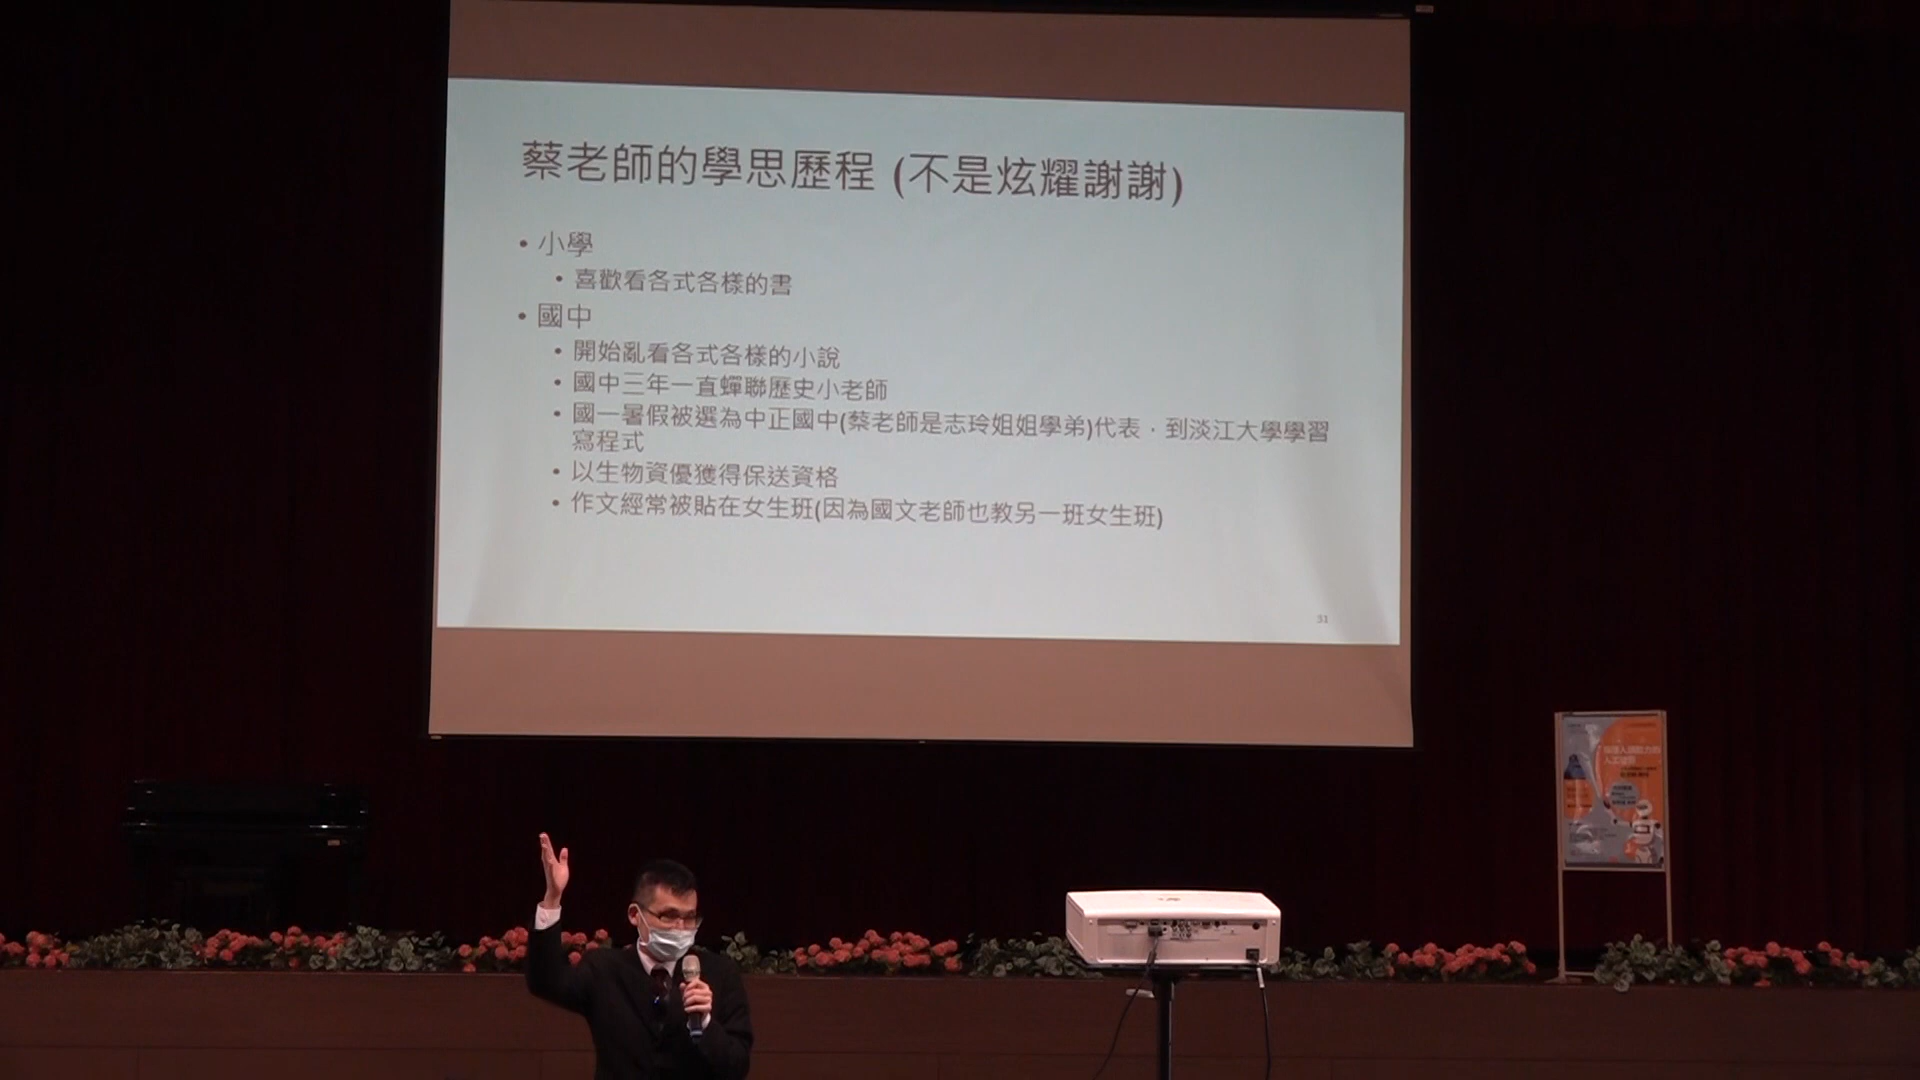 蔡老師的學思歷程 (不是炫耀謝謝)
• 小學
• 喜歡看各式各樣的書
• 國中
• 開始亂看各式各樣的小說
• 國中三年一直蟬聯歷史小老師
• 國一暑假被選為中正國中(蔡老師是志玲姐姐學弟)代表，到淡江大學學習
寫程式
• 以生物資優獲得保送資格
• 作文經常被貼在女生班(因為國文老師也教另一班女生班)
31